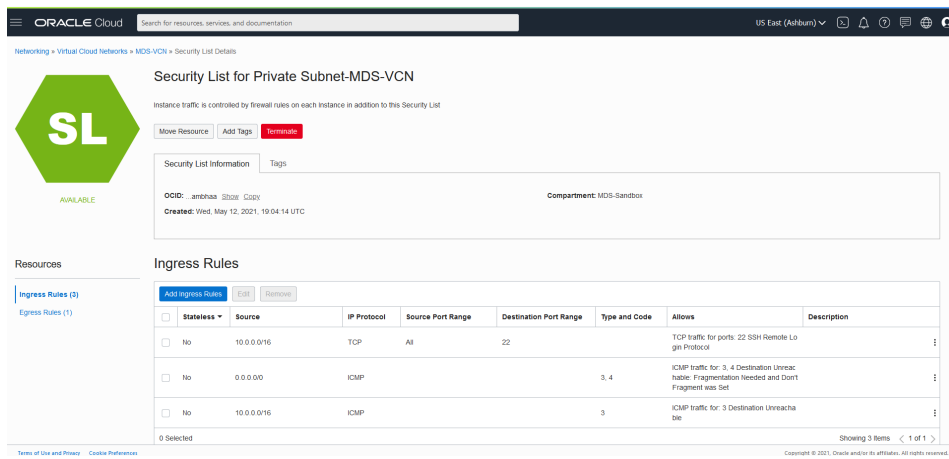 ORACLE Cloud
Search for resources, services, and documentation
US East (Ashburn)
Networking » Virtual Cloud Networks » MDS-VCN » Security List Details
SL
AVAILABLE
Security List for Private Subnet-MDS-VCN
Instance traffic is controlled by firewall rules on each Instance in addition to this Security List
Move Resource Add Tags Terminate
Security List Information Tags
OCID: ...ambhaa Show Copy
Compartment: MDS-Sandbox
Created: Wed, May 12, 2021, 19:04:14 UTC
Resources
Ingress Rules (3)
Egress Rules (1)
Ingress Rules
Add Ingress Rules Edit Remove
Stateless Source IP Protocol Source Port Range Destination Port Range Type and Code Allows Description
No 10.0.0.0/16 TCP All 22 TCP traffic for ports: 22 SSH Remote Lo
gin Protocol
No 0.0.0.0/0 ICMP 3, 4 ICMP traffic for: 3, 4 Destination Unreac
hable: Fragmentation Needed and Don't
Fragment was Set
No 10.0.0.0/16 ICMP 3 ICMP traffic for: 3 Destination Unreacha
ble
0 Selected
Showing 3 Items < 1 of 1 >
Terms of Use and Privacy Cookie Preferences
Copyright © 2021, Oracle and/or its affiliates. All rights reserved.